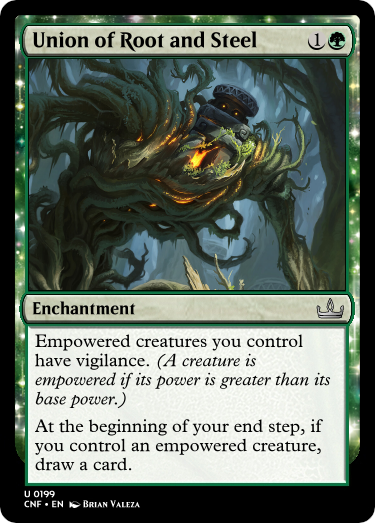 Union of Root and Steel 1
Enchantment
Empowered creatures you control
have vigilance. (A creature is
empowered if its power is greater than its
base power.)
At the beginning of your end step, if
you control an empowered creature,
draw a card.
U 0199
CNF • EN Brian Valeza